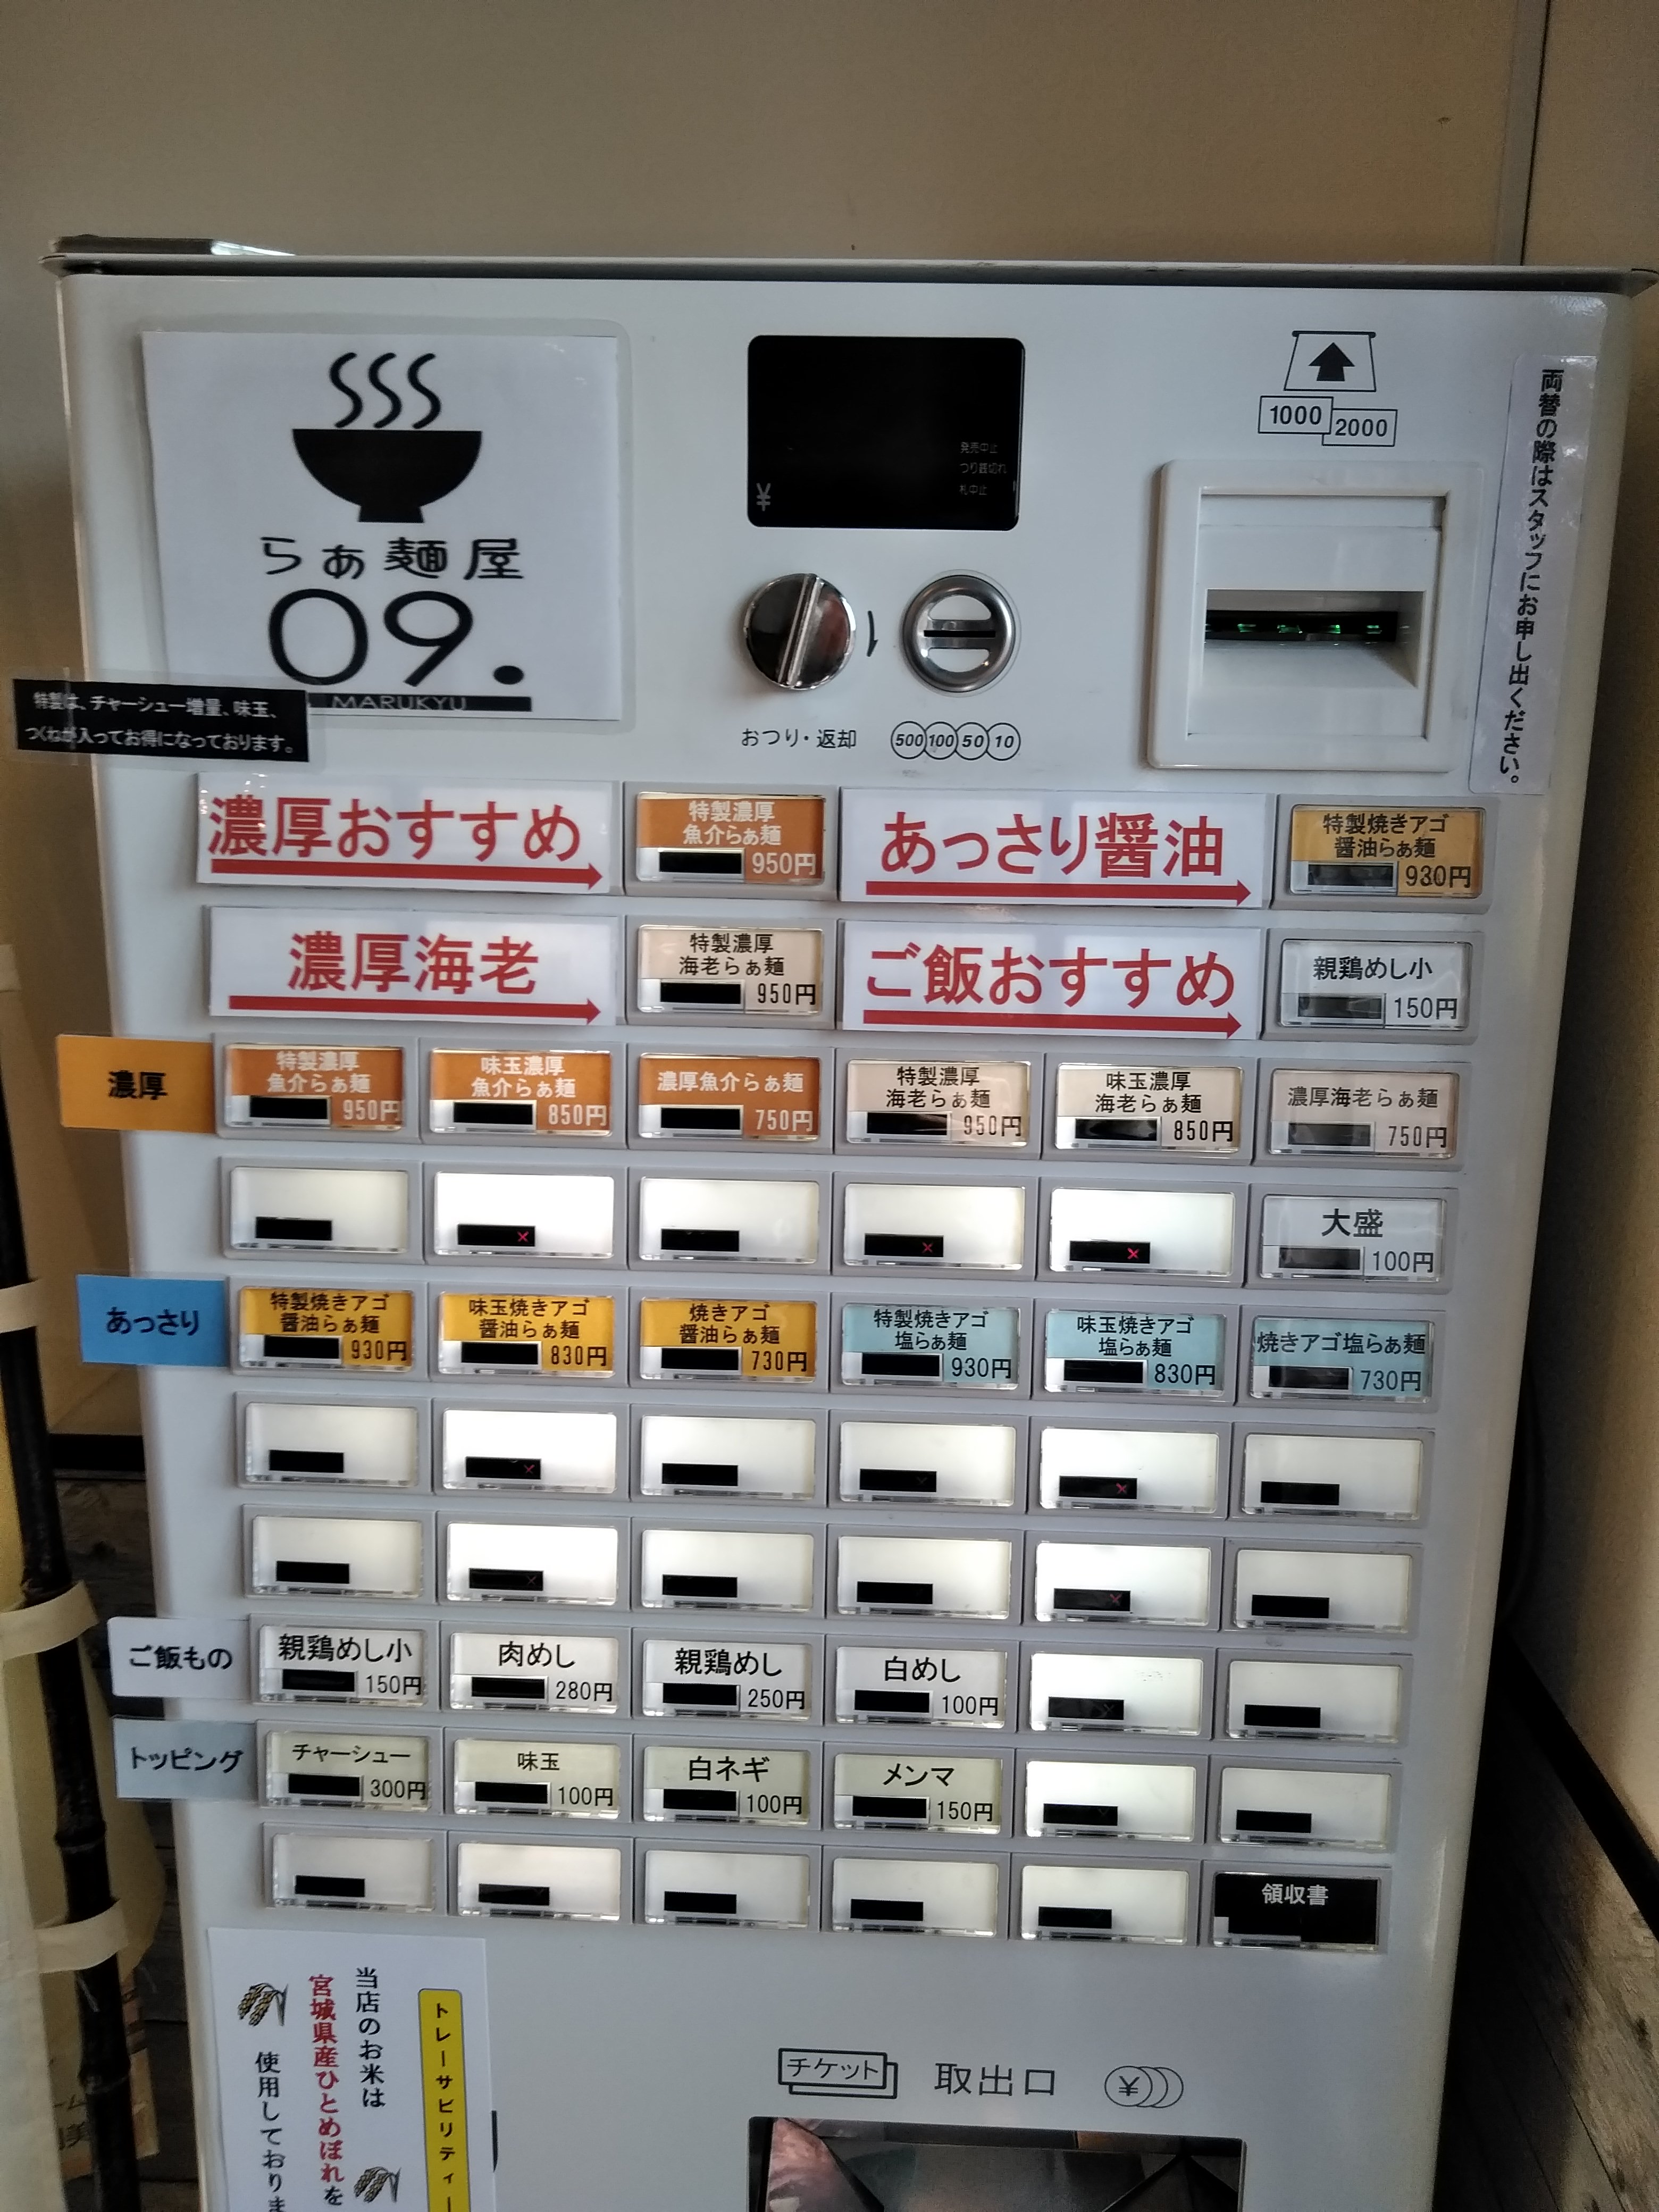 らぁ麺屋
09.
MARUKYU
特製は、チャーシュー増量、味玉、
つくねが入ってお得になっております。
発売中止
つり銭切れ
札中止
¥
おつり・返却
500 100 50 10
1000
2000
両替の際はスタッフにお申し出ください。
濃厚おすすめ
特製濃厚
魚介らぁ麺
950円
あっさり醤油
特製焼きアゴ
醤油らぁ麺
930円
濃厚海老
特製濃厚
海老らぁ麺
950円
ご飯おすすめ
親鶏めし小
150円
濃厚
特製濃厚
魚介らぁ麺
950円
味玉濃厚
魚介らぁ麺
850円
濃厚魚介らぁ麺
750円
特製濃厚
海老らぁ麺
950円
味玉濃厚
海老らぁ麺
850円
濃厚海老らぁ麺
750円
大盛
100円
あっさり
特製焼きアゴ
醤油らぁ麺
930円
味玉焼きアゴ
醤油らぁ麺
830円
焼きアゴ
醤油らぁ麺
730円
特製焼きアゴ
塩らぁ麺
930円
味玉焼きアゴ
塩らぁ麺
830円
焼きアゴ塩らぁ麺
730円
ご飯もの
親鶏めし小
150円
肉めし
280円
親鶏めし
250円
白めし
100円
トッピング
チャーシュー
300円
味玉
100円
白ネギ
100円
メンマ
150円
領収書
トレーサビリティー
当店のお米は
宮城県産ひとめぼれを
使用しておりま
チケット
取出口
¥